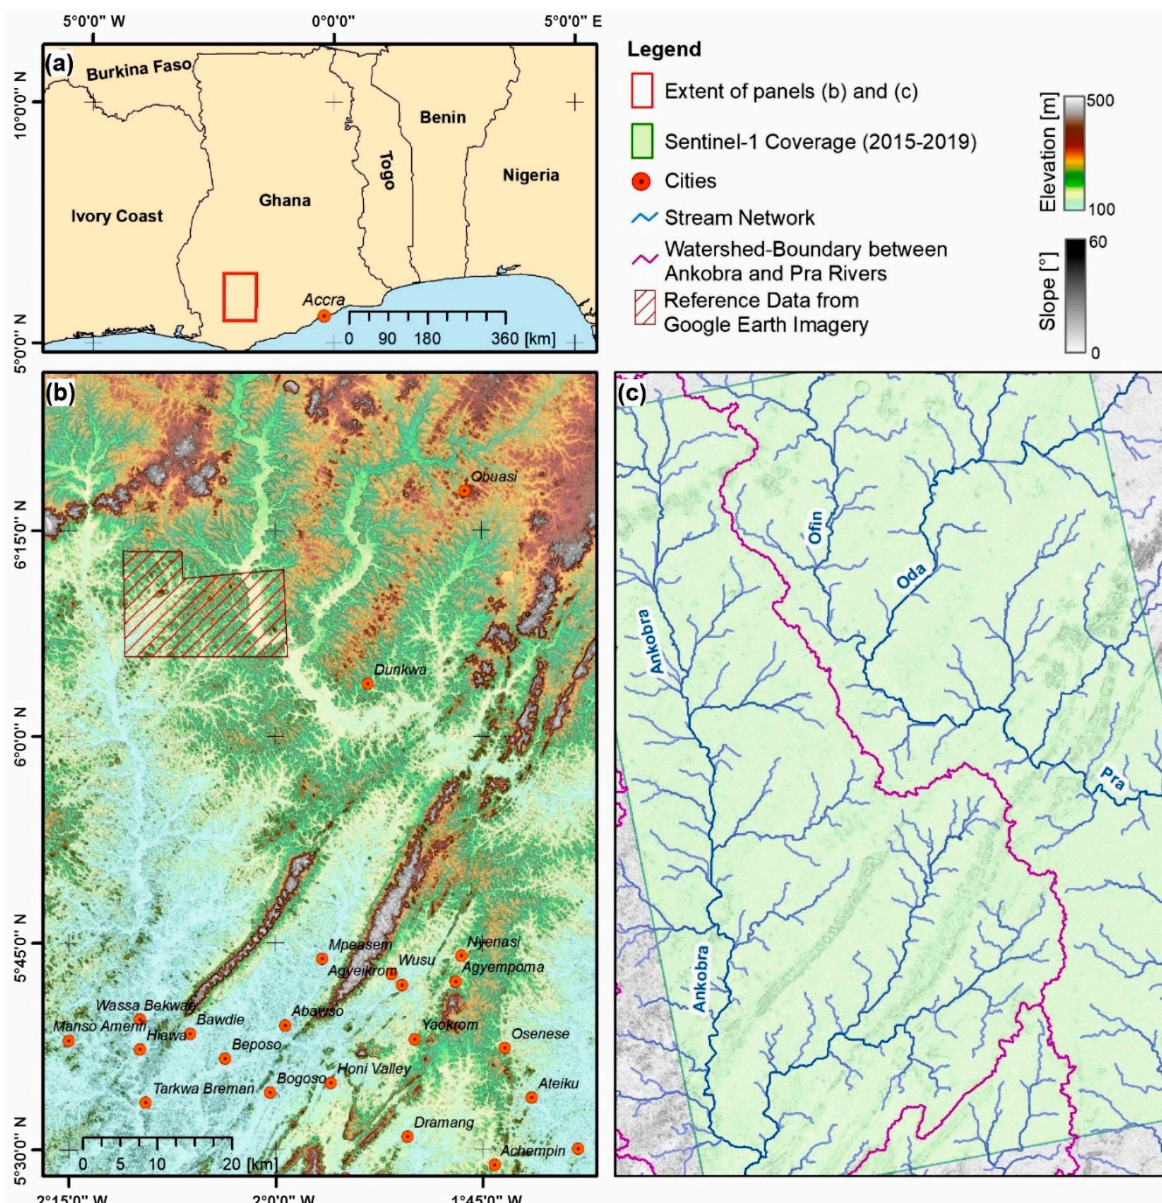 5°0'0" W
0°0'0"
5°0'0" E
(a)
Burkina Faso
10°0'0" N
Benin
Togo
Nigeria
Ghana
Ivory Coast
Accra
0 90 180 360 [km]
5°0'0" N
Legend
Extent of panels (b) and (c)
Sentinel-1 Coverage (2015-2019)
Cities
Stream Network
Watershed-Boundary between
Ankobra and Pra Rivers
Reference Data from
Google Earth Imagery
Elevation [m]
500
100
Slope [°]
60
0
(b)
Obuasi
6°15'0" N
Dunkwa
6°0'0" N
5°45'0" N
Mpeasem
Nyenasi
Agyeikrom
Wusu
Agyempoma
Wassa Bekwae
Abawso
Manso Amenfi
Bawdie
Yaokrom
Hiawa
Osenese
Beposo
Honi Valley
Tarkwa Breman
Bogoso
Ateiku
Dramang
Achempin
5°30'0" N
0 5 10 20 [km]
2°15'0" W
2°0'0" W
1°45'0" W
(c)
Ofin
Oda
Ankobra
Pra
Ankobra